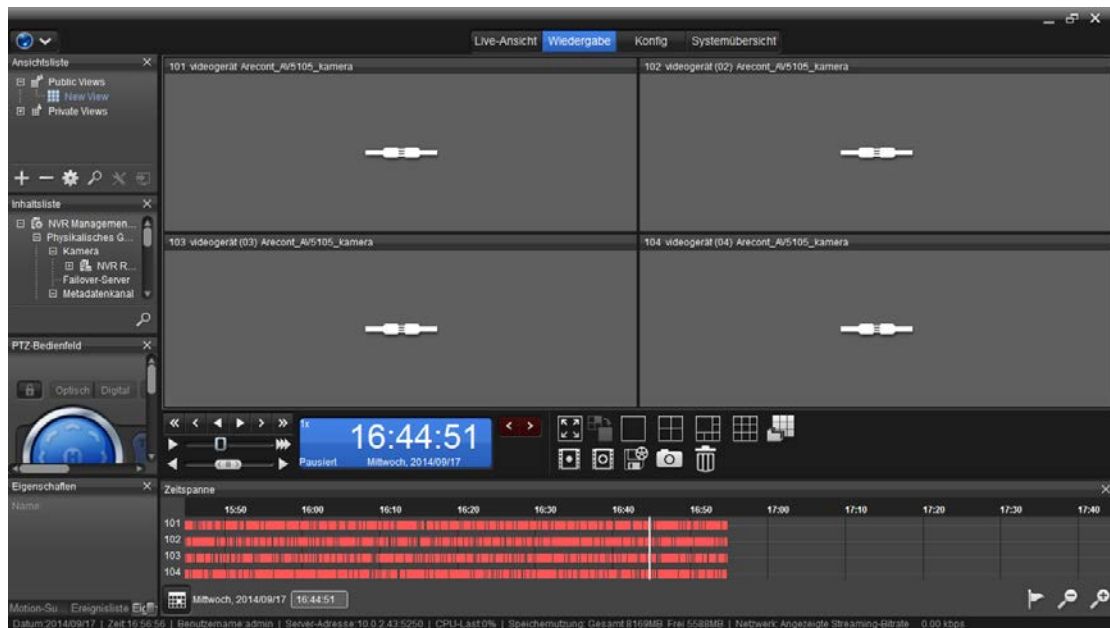 Live-Ansicht Wiedergabe Konfig Systemübersicht
Ansichtsliste
Public Views
New View
Private Views
Inhaltsliste
NVR Managemen...
Physikalisches G...
Kamera
NVR R...
Failover-Server
Metadatenkanal
PTZ-Bedienfeld
Optisch Digital
Eigenschaften
Name
Motion-Su... Ereignisliste
101 videogerät Arecont_AV5105_kamera
102 videogerät (02) Arecont_AV5105_kamera
103 videogerät (03) Arecont_AV5105_kamera
104 videogerät (04) Arecont_AV5105_kamera
1x
16:44:51
Pausiert Mittwoch, 2014/09/17
Zeitspanne
15:50 16:00 16:10 16:20 16:30 16:40 16:50 17:00 17:10 17:20 17:30 17:40
101
102
103
104
Mittwoch, 2014/09/17 16:44:51
Datum:2014/09/17 | Zeit:16:56:56 | Benutzername:admin | Server-Adresse:10.0.2.43:5250 | CPU-Last:0% | Speichernutzung: Gesamt 8169MB Frei 5588MB | Netzwerk: Angezeigte Streaming-Bitrate 0.00 kbps